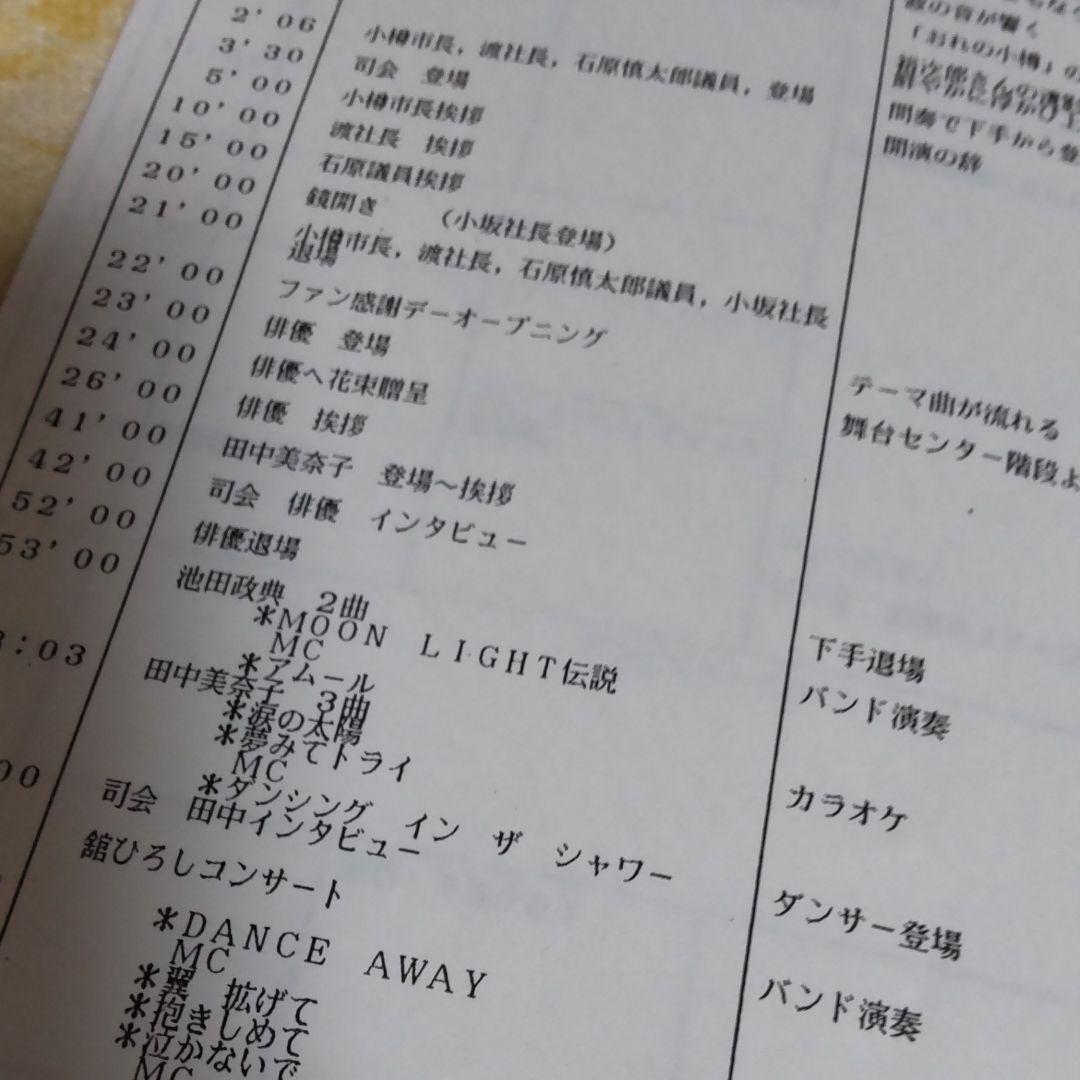 2'06
3'30
5'00
10'00
15'00
20'00
21'00
22'00
23'00
24'00
26'00
41'00
42'00
52'00
53'00
:03
00
小樽市長，渡社長，石原慎太郎議員，登場
司会　登場
小樽市長挨拶
渡社長　挨拶
石原議員挨拶
鏡開き　　（小坂社長登場）
小樽市長，渡社長，石原慎太郎議員，小坂社長
退場
ファン感謝デーオープニング
俳優　登場
俳優へ花束贈呈
俳優　挨拶
田中美奈子　登場～挨拶
司会　俳優　インタビュー
俳優退場
池田政典　２曲
＊ＭＯＯＮ　ＬＩＧＨＴ伝説
ＭＣ
＊アムール
田中美奈子　３曲
＊涙の太陽
＊夢みてトライ
ＭＣ
＊ダンシング　イン　ザ　シャワー
司会　田中インタビュー
舘ひろしコンサート
＊ＤＡＮＣＥ　ＡＷＡＹ
ＭＣ
＊翼　拡げて
＊抱きしめて
＊泣かないで
ＭＣ
波の音が響く
「おれの小樽」の
間奏で下手から登
開演の辞
テーマ曲が流れる
舞台センター階段よ
下手退場
バンド演奏
カラオケ
ダンサー登場
バンド演奏